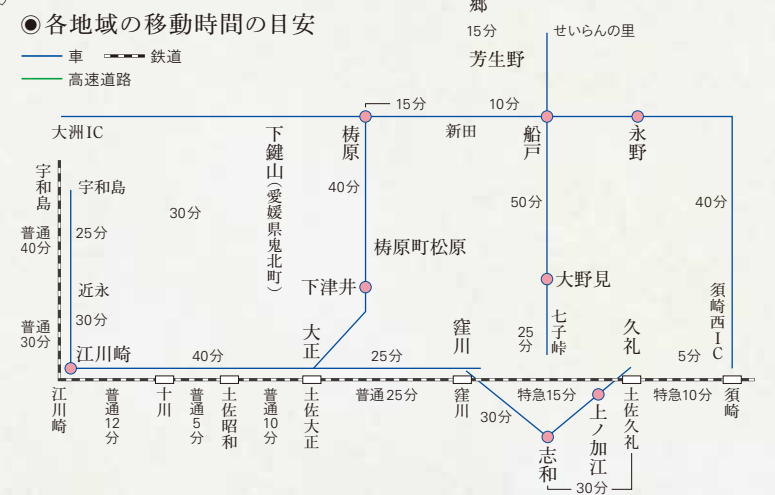 ◉各地域の移動時間の目安
車
鉄道
高速道路
郷
15分
せいらんの里
芳生野
15分
10分
大洲IC
下鍵山(愛媛県鬼北町)
梼原
新田
船戸
永野
宇和島
宇和島
普通
40分
25分
30分
40分
50分
40分
梼原町松原
近永
下津井
大野見
普通
30分
30分
七子峠
25分
須崎西IC
江川崎
大正
窪川
久礼
40分
25分
5分
江川崎
普通12分
十川
普通5分
土佐昭和
普通10分
土佐大正
普通25分
窪川
特急15分
土佐久礼
特急10分
須崎
30分
志和
上ノ加江
30分